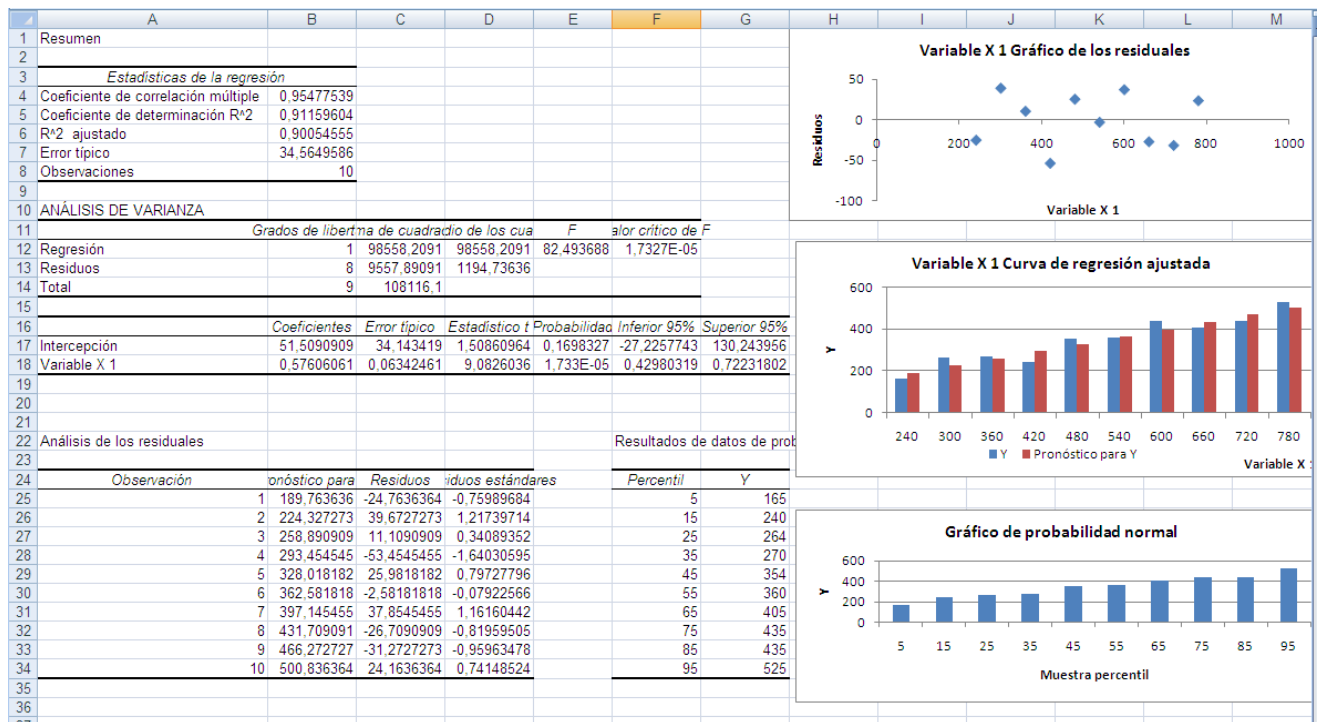 A B C D E F G H I J K L M
1 Resumen
2
3 Estadísticas de la regresión
4 Coeficiente de correlación múltiple 0,95477539
5 Coeficiente de determinación R^2 0,91159604
6 R^2 ajustado 0,90054555
7 Error típico 34,5649586
8 Observaciones 10
9
10 ANÁLISIS DE VARIANZA
11 Grados de libert ma de cuadra dio de los cua F alor crítico de F
12 Regresión 1 98558,2091 98558,2091 82,493688 1,7327E-05
13 Residuos 8 9557,89091 1194,73636
14 Total 9 108116,1
15
16 Coeficientes Error típico Estadístico t Probabilidad Inferior 95% Superior 95%
17 Intercepción 51,5090909 34,143419 1,50860964 0,1698327 -27,2257743 130,243956
18 Variable X 1 0,57606061 0,06342461 9,0826036 1,733E-05 0,42980319 0,72231802
19
20
21
22 Análisis de los residuales Resultados de datos de prob
23
24 Observación onóstico para Residuos iduos estándares Percentil Y
25 1 189,763636 -24,7636364 -0,75989684 5 165
26 2 224,327273 39,6727273 1,21739714 15 240
27 3 258,890909 11,1090909 0,34089352 25 264
28 4 293,454545 -53,4545455 -1,64030595 35 270
29 5 328,018182 25,9818182 0,79727796 45 354
30 6 362,581818 -2,58181818 -0,07922566 55 360
31 7 397,145455 37,8545455 1,16160442 65 405
32 8 431,709091 -26,7090909 -0,81959505 75 435
33 9 466,272727 -31,2727273 -0,95963478 85 435
34 10 500,836364 24,1636364 0,74148524 95 525
35
36
Variable X 1 Gráfico de los residuales
50
0
-50
-100
0 200 400 600 800 1000
Residuos
Variable X 1
Variable X 1 Curva de regresión ajustada
600
400
200
0
Y
240 300 360 420 480 540 600 660 720 780
Y Pronóstico para Y
Variable X
Gráfico de probabilidad normal
600
400
200
0
Y
5 15 25 35 45 55 65 75 85 95
Muestra percentil